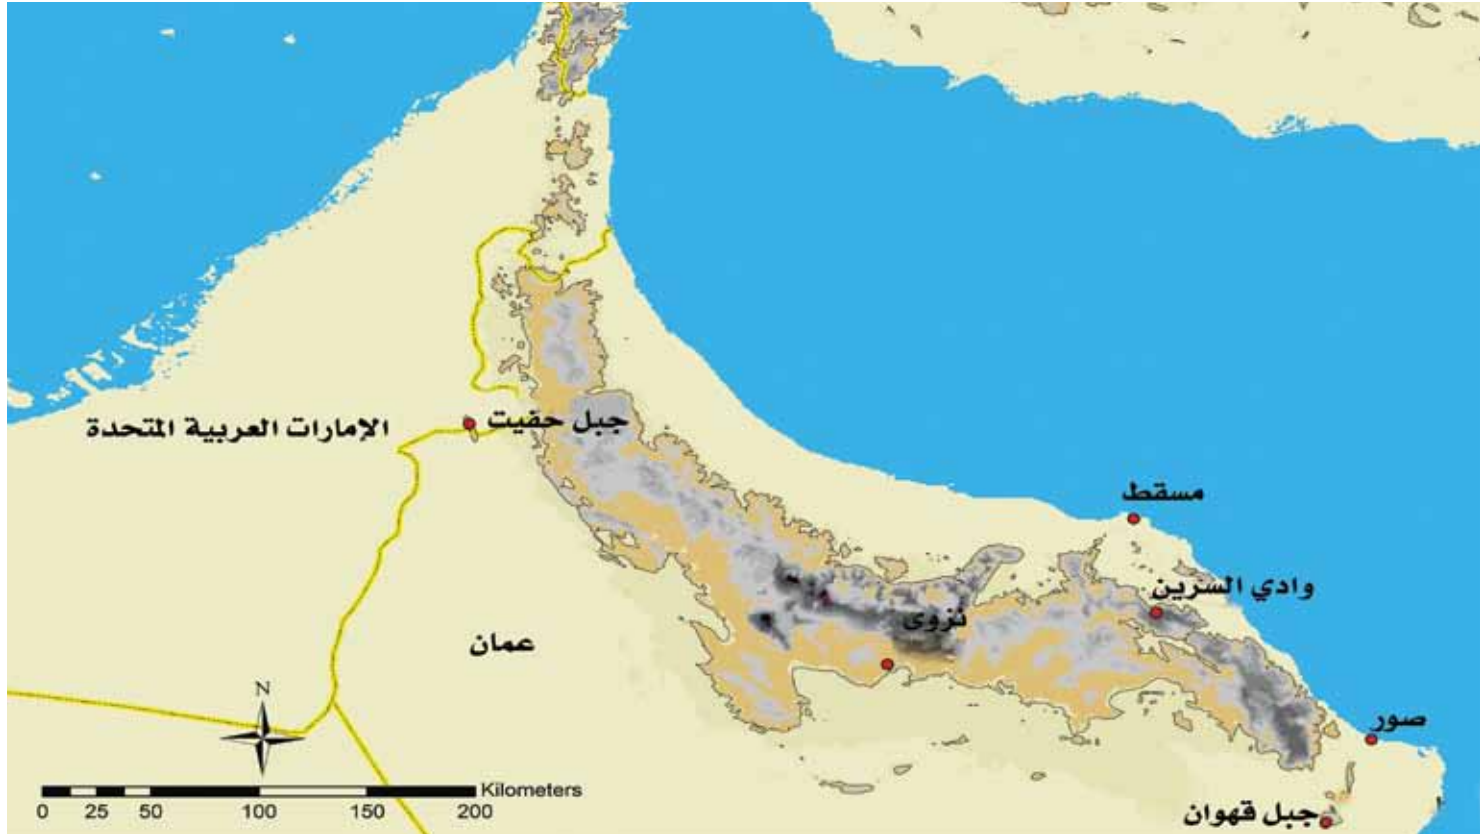 الإمارات العربية المتحدة
جبل حفيت
مسقط
وادي السرين
نزوى
عمان
صور
جبل قهوان
N
Kilometers
0 25 50 100 150 200